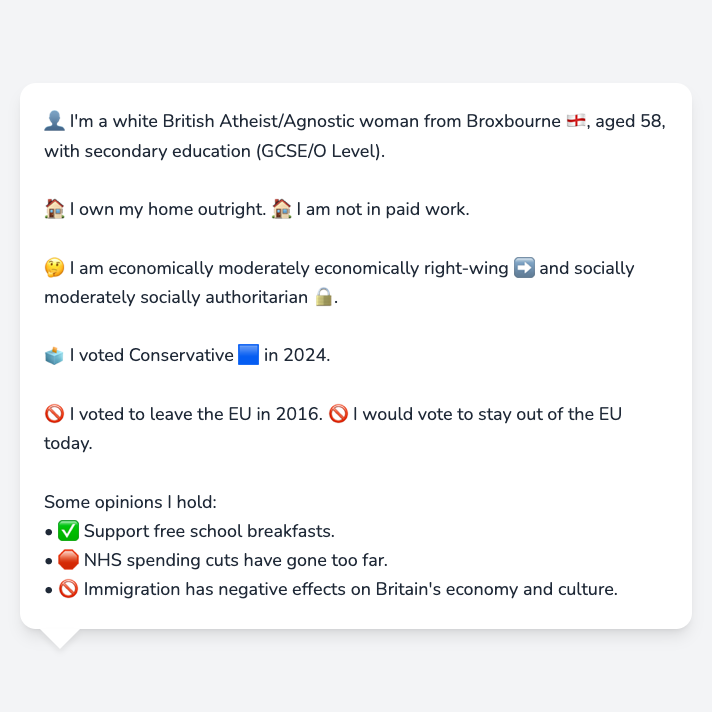 👤 I'm a white British Atheist/Agnostic woman from Broxbourne 🏴󠁧󠁢󠁥󠁮󠁧󠁿, aged 58,
with secondary education (GCSE/O Level).
🏠 I own my home outright. 🏠 I am not in paid work.
🤔 I am economically moderately economically right-wing ➡️ and socially
moderately socially authoritarian 🔒.
🗳️ I voted Conservative 🟦 in 2024.
🚫 I voted to leave the EU in 2016. 🚫 I would vote to stay out of the EU
today.
Some opinions I hold:
• ✅ Support free school breakfasts.
• 🛑 NHS spending cuts have gone too far.
• 🚫 Immigration has negative effects on Britain's economy and culture.